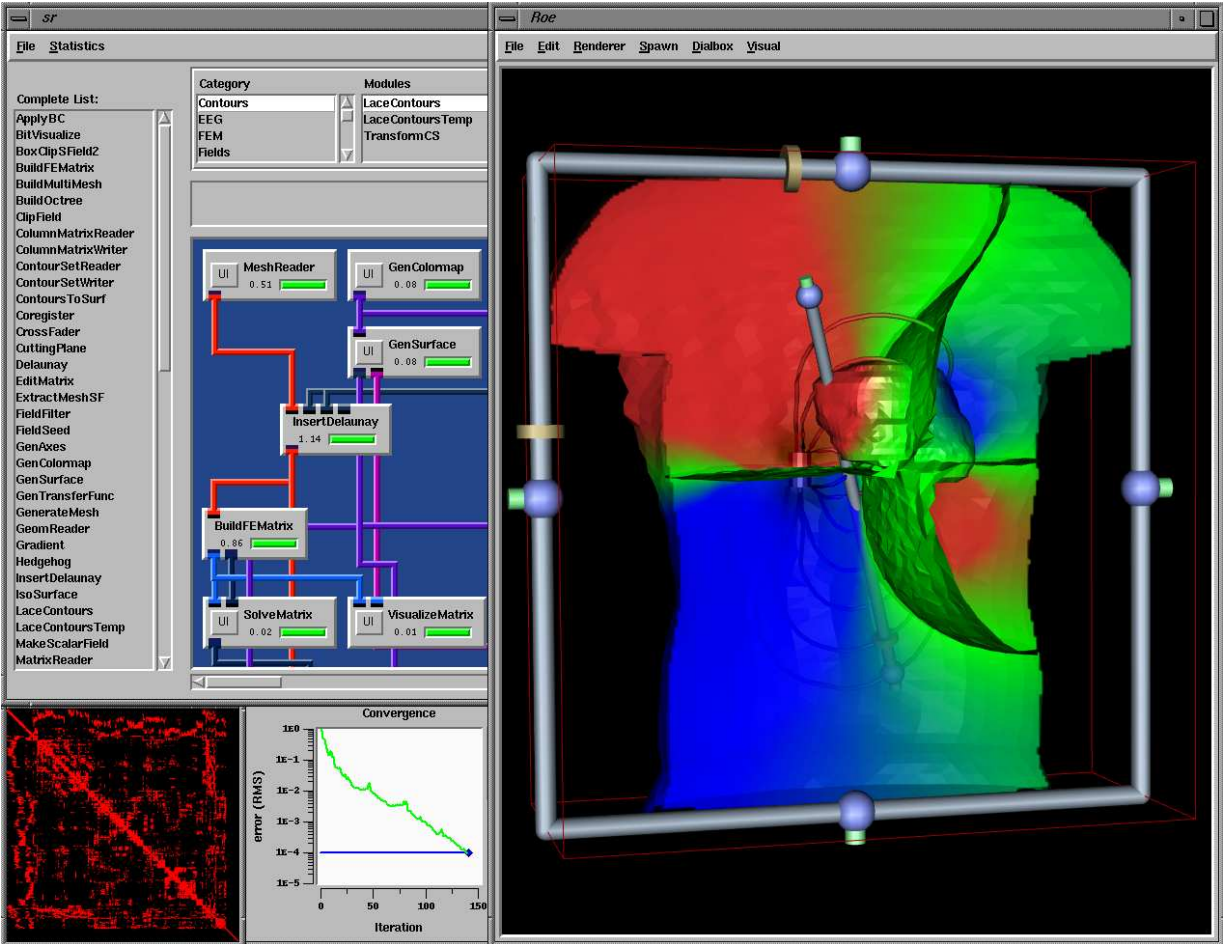 sr
File Statistics
Complete List:
ApplyBC
BitVisualize
BoxClipSField2
BuildFEMatrix
BuildMultiMesh
BuildOctree
ClipField
ColumnMatrixReader
ColumnMatrixWriter
ContourSetReader
ContourSetWriter
ContoursToSurf
Coregister
CrossFader
CuttingPlane
Delaunay
EditMatrix
ExtractMeshSF
FieldFilter
FieldSeed
GenAxes
GenColormap
GenSurface
GenTransferFunc
GenerateMesh
GeomReader
Gradient
Hedgehog
InsertDelaunay
IsoSurface
LaceContours
LaceContoursTemp
MakeScalarField
MatrixReader
Category
Contours
EEG
FEM
Fields
Modules
LaceContours
LaceContoursTemp
TransformCS
UI MeshReader
0.51
UI GenColormap
0.08
UI GenSurface
0.08
InsertDelaunay
1.14
BuildFEMatrix
0.86
UI SolveMatrix
0.02
UI VisualizeMatrix
0.01
Convergence
error (RMS)
1E0
1E-1
1E-2
1E-3
1E-4
1E-5
0 50 100 150
Iteration
Roe
File Edit Renderer Spawn Dialbox Visual